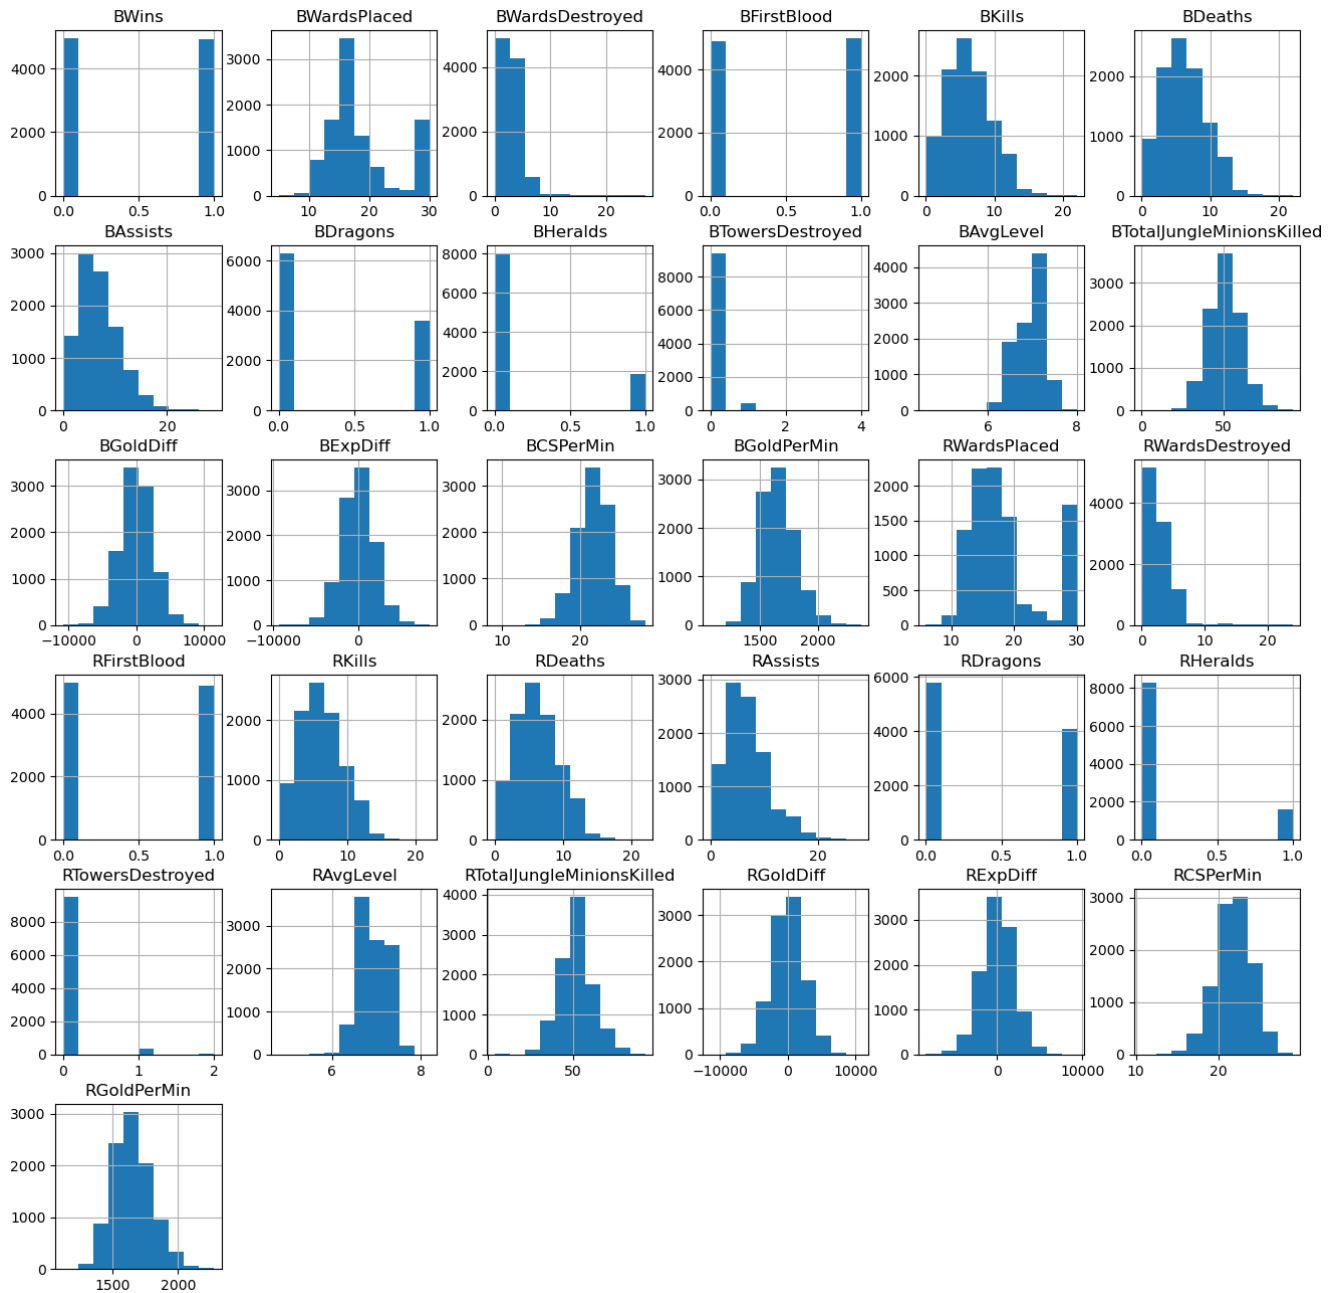 BWins BWardsPlaced BWardsDestroyed BFirstBlood BKills BDeaths
4000 2000 0 0.0 0.5 1.0
3000 2000 1000 0 10 20 30
4000 2000 0 0 10 20
4000 2000 0 0.0 0.5 1.0
2000 1000 0 0 10 20
2000 1000 0 0 10 20
BAssists BDragons BHeralds BTowersDestroyed BAvgLevel BTotalJungleMinionsKilled
3000 2000 1000 0 0 20
6000 5000 4000 3000 2000 1000 0 0.0 0.5 1.0
8000 6000 4000 2000 0 0.0 0.5 1.0
8000 6000 4000 2000 0 0 2 4
4000 3000 2000 1000 0 6 8
3000 2000 1000 0 50
BGoldDiff BExpDiff BCSPerMin BGoldPerMin RWardsPlaced RWardsDestroyed
3000 2000 1000 0 −10000 0 10000
3000 2000 1000 0 −10000 0
3000 2000 1000 0 10 20
3000 2000 1000 0 1500 2000
2000 1500 1000 500 0 10 20 30
4000 2000 0 0 10 20
RFirstBlood RKills RDeaths RAssists RDragons RHeralds
4000 2000 0 0.0 0.5 1.0
2000 1000 0 0 10 20
2000 1000 0 0 10 20
3000 2000 1000 0 0 20
6000 4000 2000 0 0.0 0.5 1.0
8000 6000 4000 2000 0 0.0 0.5 1.0
RTowersDestroyed RAvgLevel RTotalJungleMinionsKilled RGoldDiff RExpDiff RCSPerMin
8000 6000 4000 2000 0 0 1 2
3000 2000 1000 0 6 8
4000 3000 2000 1000 0 0 50
3000 2000 1000 0 −10000 0 10000
3000 2000 1000 0 0 10000
3000 2000 1000 0 10 20
RGoldPerMin
3000 2000 1000 0 1500 2000